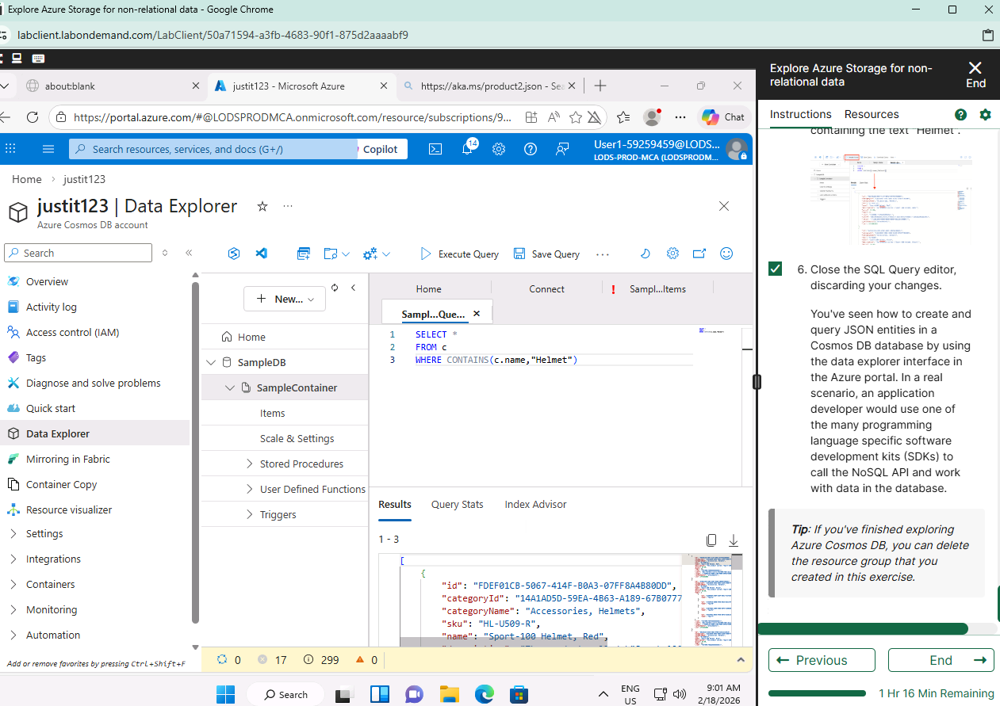 Explore Azure Storage for non-relational data - Google Chrome
labclient.labondemand.com/LabClient/50a71594-a3fb-4683-90f1-875d2aaaabf9
about:blank
justit123 - Microsoft Azure
https://aka.ms/product2.json - Sea
https://portal.azure.com/#@LODSPRODMCA.onmicrosoft.com/resource/subscriptions/9...
Chat
Search resources, services, and docs (G+/)
Copilot
14
User1-59259459@LODS...
LODS-PROD-MCA (LODSPRODM...
Home
justit123
justit123 | Data Explorer
Azure Cosmos DB account
Search
Execute Query
Save Query
Overview
Activity log
Access control (IAM)
Tags
Diagnose and solve problems
Quick start
Data Explorer
Mirroring in Fabric
Container Copy
Resource visualizer
Settings
Integrations
Containers
Monitoring
Automation
Add or remove favorites by pressing Ctrl+Shift+F
New...
Home
SampleDB
SampleContainer
Items
Scale & Settings
Stored Procedures
User Defined Functions
Triggers
Home
Connect
Sampl...Items
Sampl...Que...
1 SELECT *
2 FROM c
3 WHERE CONTAINS(c.name,"Helmet")
Results
Query Stats
Index Advisor
1 - 3
[
{
"id": "FDEF01CB-5067-414F-B0A3-07FF8A4B80DD",
"categoryId": "14A1AD5D-59EA-4B63-A189-67B0777
"categoryName": "Accessories, Helmets",
"sku": "HL-U509-R",
"name": "Sport-100 Helmet, Red",
0
17
299
0
Search
ENG
US
9:01 AM
2/18/2026
Explore Azure Storage for non-
relational data
End
Instructions
Resources
containing the text "Helmet".
6. Close the SQL Query editor,
discarding your changes.
You've seen how to create and
query JSON entities in a
Cosmos DB database by using
the data explorer interface in
the Azure portal. In a real
scenario, an application
developer would use one of
the many programming
language specific software
development kits (SDKs) to
call the NoSQL API and work
with data in the database.
Tip: If you've finished exploring
Azure Cosmos DB, you can delete
the resource group that you
created in this exercise.
Previous
End
1 Hr 16 Min Remaining